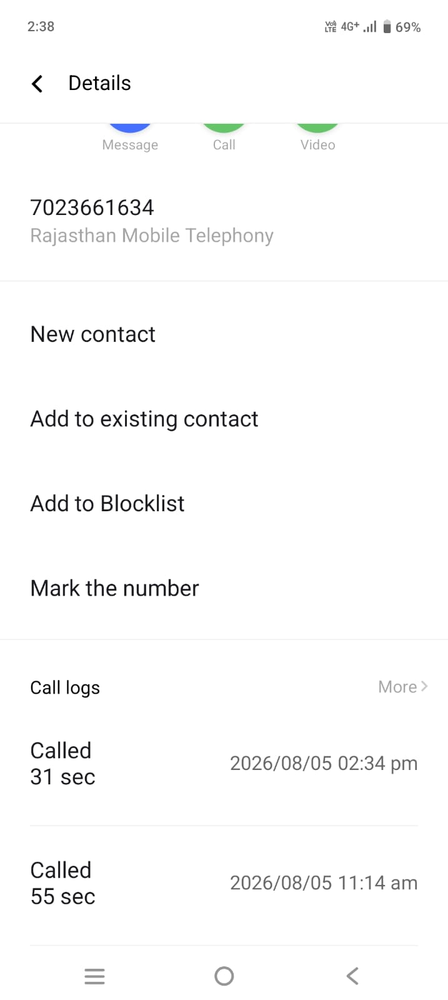 2:38
Vo) LTE 4G+ 69%
Details
Message Call Video
7023661634
Rajasthan Mobile Telephony
New contact
Add to existing contact
Add to Blocklist
Mark the number
Call logs More
Called
31 sec
2026/08/05 02:34 pm
Called
55 sec
2026/08/05 11:14 am